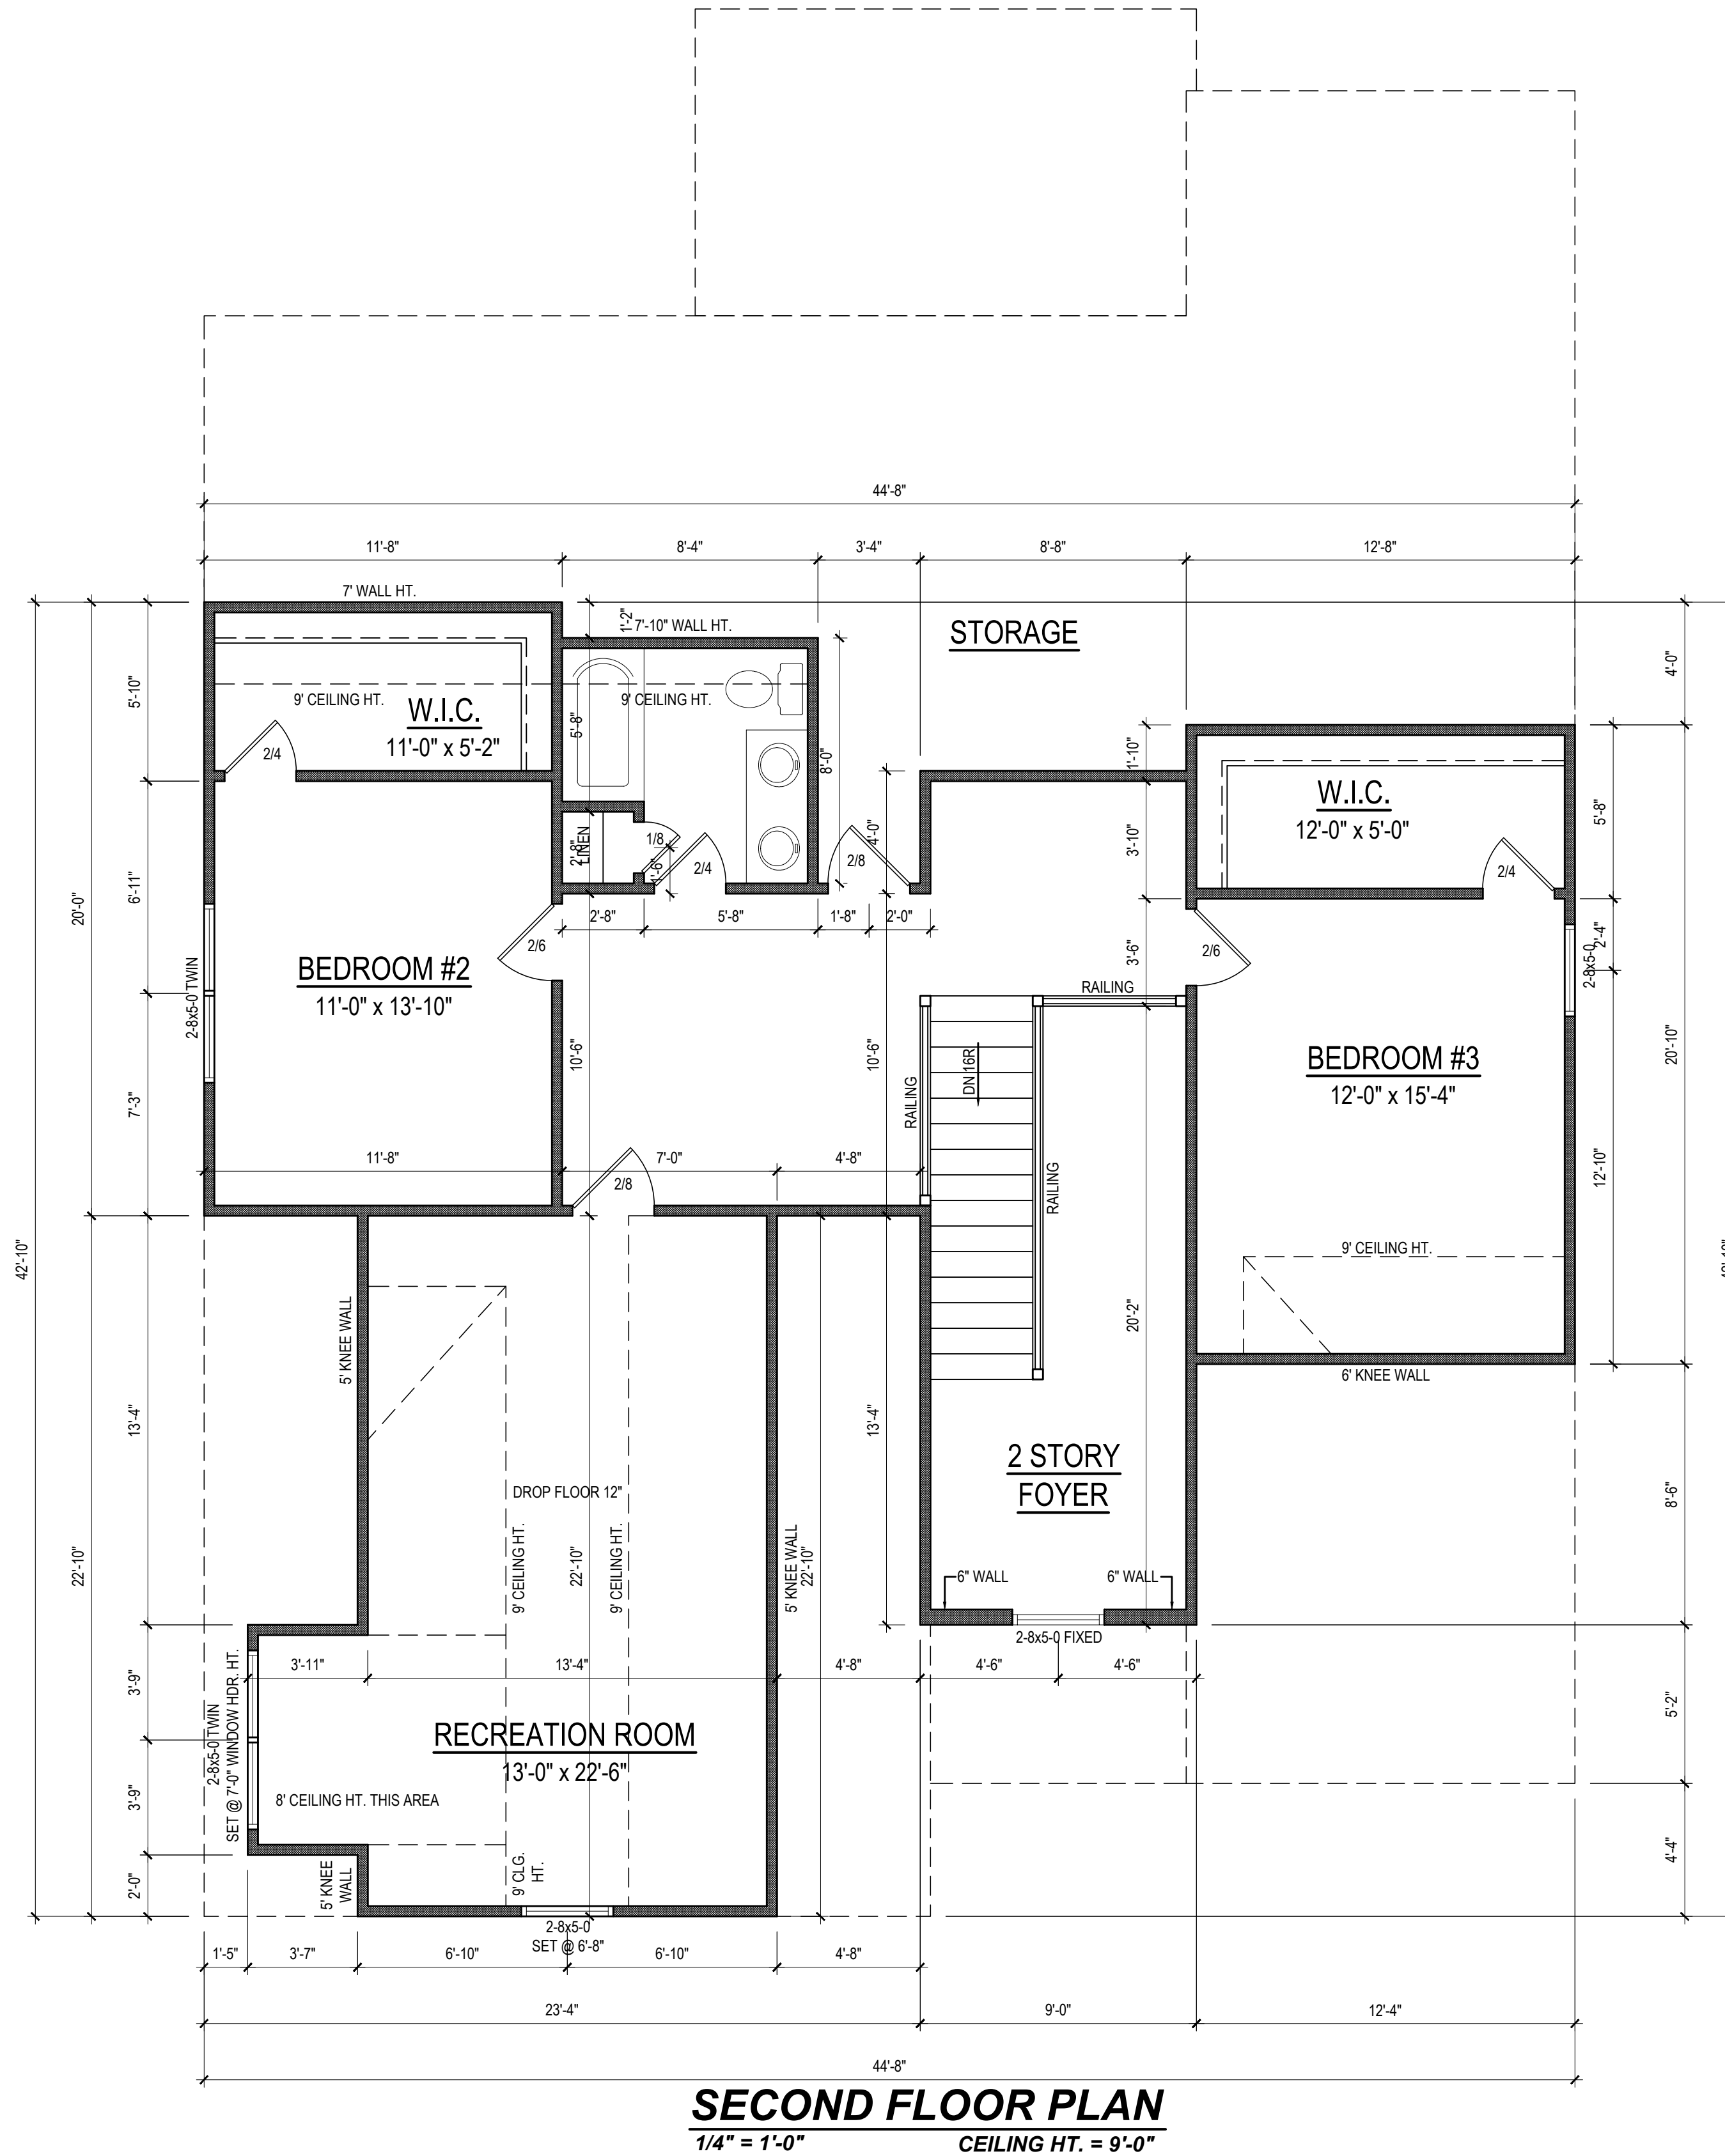 44'-8"
11'-8"
8'-4"
3'-4"
8'-8"
12'-8"
7' WALL HT.
1'-2"
7'-10" WALL HT.
STORAGE
4'-0"
5'-10"
9' CEILING HT.
W.I.C.
11'-0" x 5'-2"
2/4
5'-8"
9' CEILING HT.
8'-0"
1'-10"
W.I.C.
12'-0" x 5'-0"
5'-8"
2/4
LINEN
2'-8"
1/8
2/4
2/8
4'-0"
3'-10"
20'-0"
6'-11"
2'-8"
5'-8"
1'-8"
2'-0"
2/6
2/6
3'-6"
2'-4"
2-8x5-0
2-8x5-0 TWIN
BEDROOM #2
11'-0" x 13'-10"
RAILING
10'-6"
10'-6"
DN 16R
RAILING
RAILING
BEDROOM #3
12'-0" x 15'-4"
20'-10"
7'-3"
11'-8"
7'-0"
4'-8"
2/8
12'-10"
42'-10"
9' CEILING HT.
5' KNEE WALL
20'-2"
6' KNEE WALL
13'-4"
13'-4"
2 STORY
FOYER
8'-6"
DROP FLOOR 12"
22'-10"
9' CEILING HT.
22'-10"
9' CEILING HT.
5' KNEE WALL
22'-10"
6" WALL
6" WALL
2-8x5-0 FIXED
3'-11"
13'-4"
4'-8"
4'-6"
4'-6"
3'-9"
2-8x5-0 TWIN
SET @ 7'-0" WINDOW HDR. HT.
5'-2"
RECREATION ROOM
13'-0" x 22'-6"
8' CEILING HT. THIS AREA
3'-9"
2'-0"
5' KNEE
WALL
9' CLG.
HT.
4'-4"
2-8x5-0
SET @ 6'-8"
1'-5"
3'-7"
6'-10"
6'-10"
4'-8"
23'-4"
9'-0"
12'-4"
44'-8"
SECOND FLOOR PLAN
1/4" = 1'-0"
CEILING HT. = 9'-0"